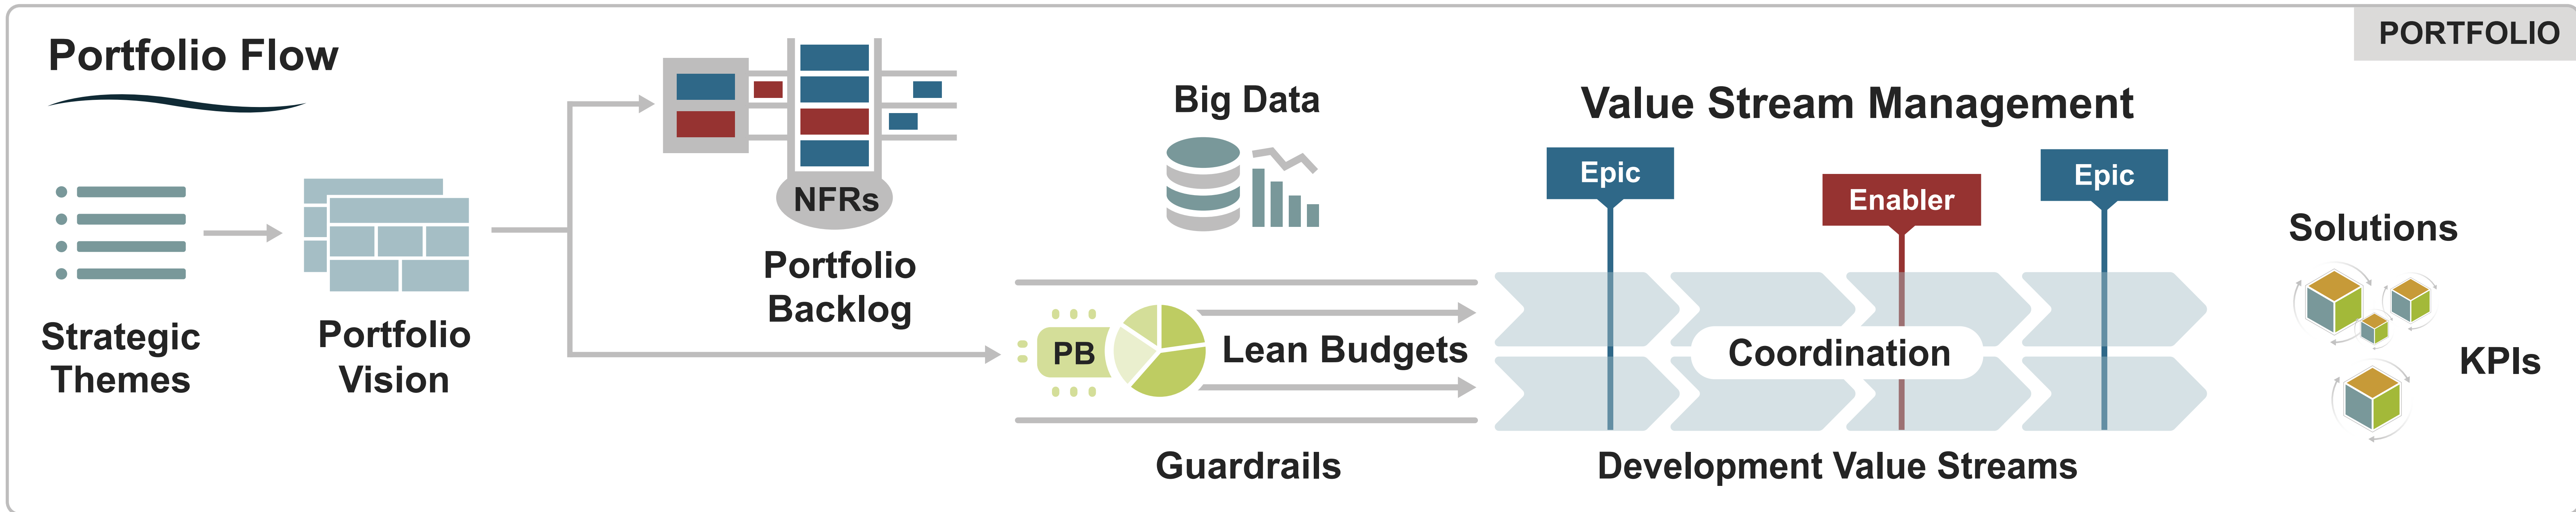 Portfolio Flow
PORTFOLIO
Strategic
Themes
Portfolio
Vision
NFRs
Portfolio
Backlog
Big Data
PB
Lean Budgets
Guardrails
Value Stream Management
Epic
Enabler
Epic
Coordination
Development Value Streams
Solutions
KPIs